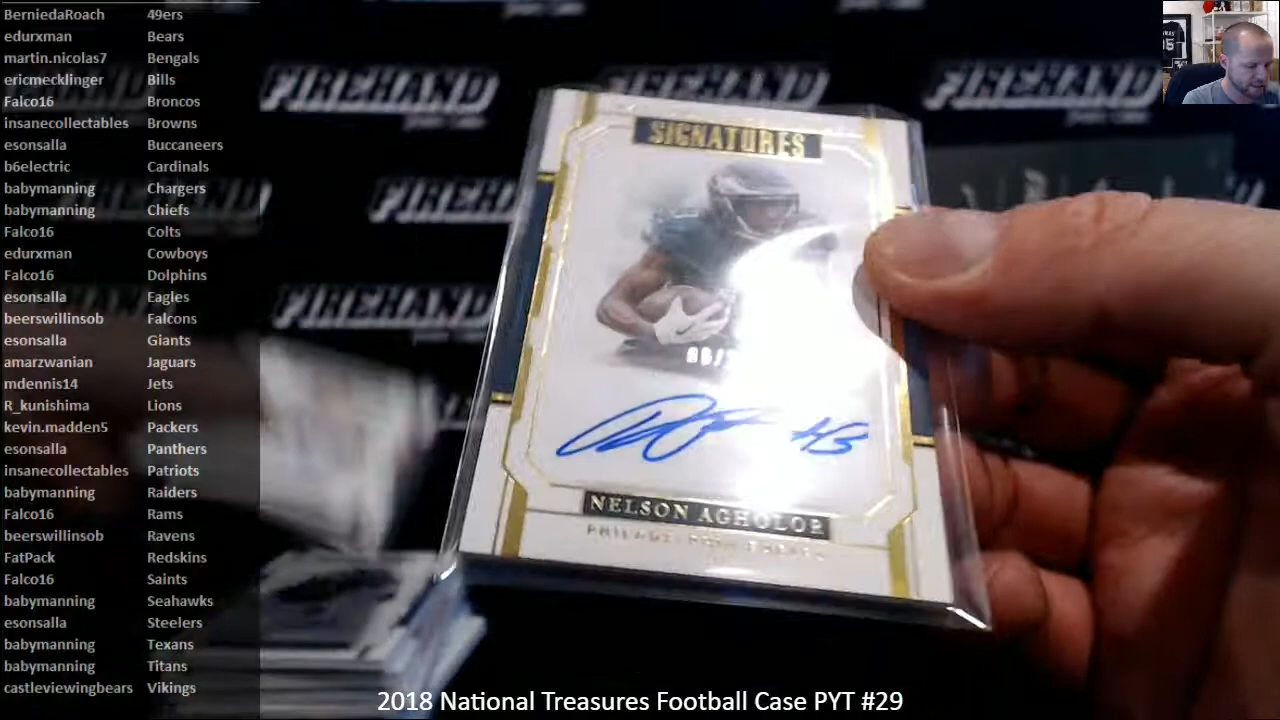 BerniedaRoach 49ers
edurxman Bears
martin.nicolas7 Bengals
ericmecklinger Bills
Falco16 Broncos
insanecollectables Browns
esonsalla Buccaneers
b6electric Cardinals
babymanning Chargers
babymanning Chiefs
Falco16 Colts
edurxman Cowboys
Falco16 Dolphins
esonsalla Eagles
beerswillinsob Falcons
esonsalla Giants
amarzwanian Jaguars
mdennis14 Jets
R_kunishima Lions
kevin.madden5 Packers
esonsalla Panthers
insanecollectables Patriots
babymanning Raiders
Falco16 Rams
beerswillinsob Ravens
FatPack Redskins
Falco16 Saints
babymanning Seahawks
esonsalla Steelers
babymanning Texans
babymanning Titans
castleviewingbears Vikings
FIREHAND
FIREHAND
FIREHAND
FIREHAND
FIREHAND
SIGNATURES
NELSON AGHOLOR
PHILADELPHIA EAGLES
2018 National Treasures Football Case PYT #29